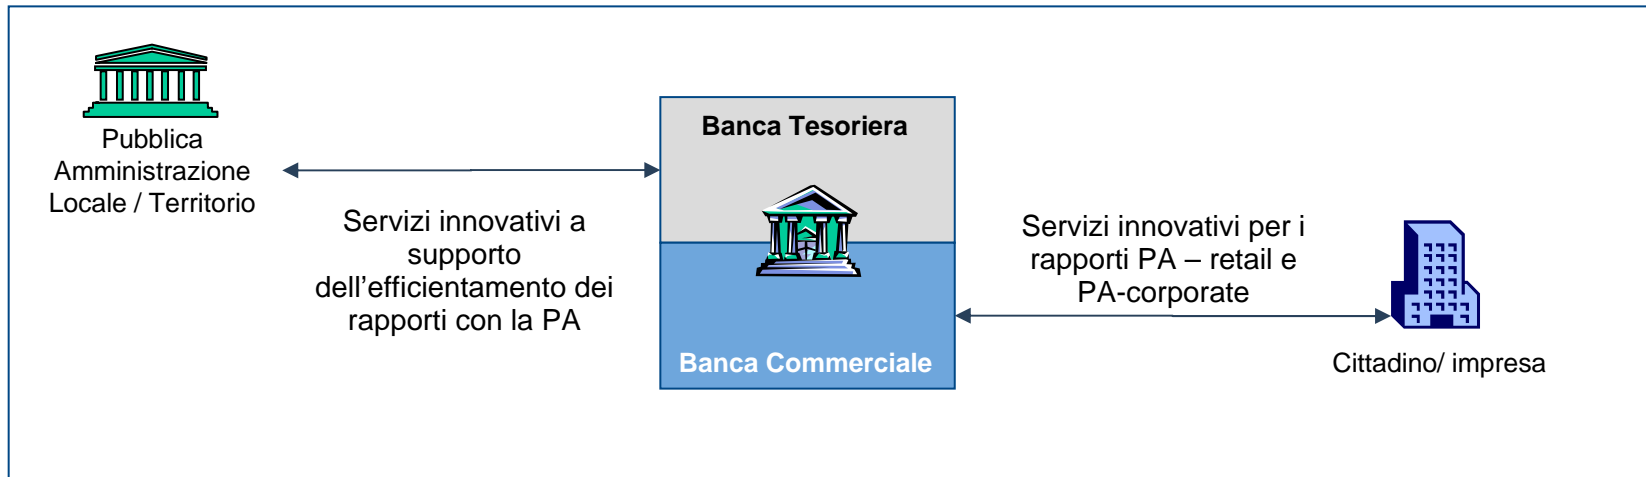 Pubblica
Amministrazione
Locale / Territorio
Servizi innovativi a
supporto
dell’efficientamento dei
rapporti con la PA
Banca Tesoriera
Banca Commerciale
Servizi innovativi per i
rapporti PA – retail e
PA-corporate
Cittadino/ impresa